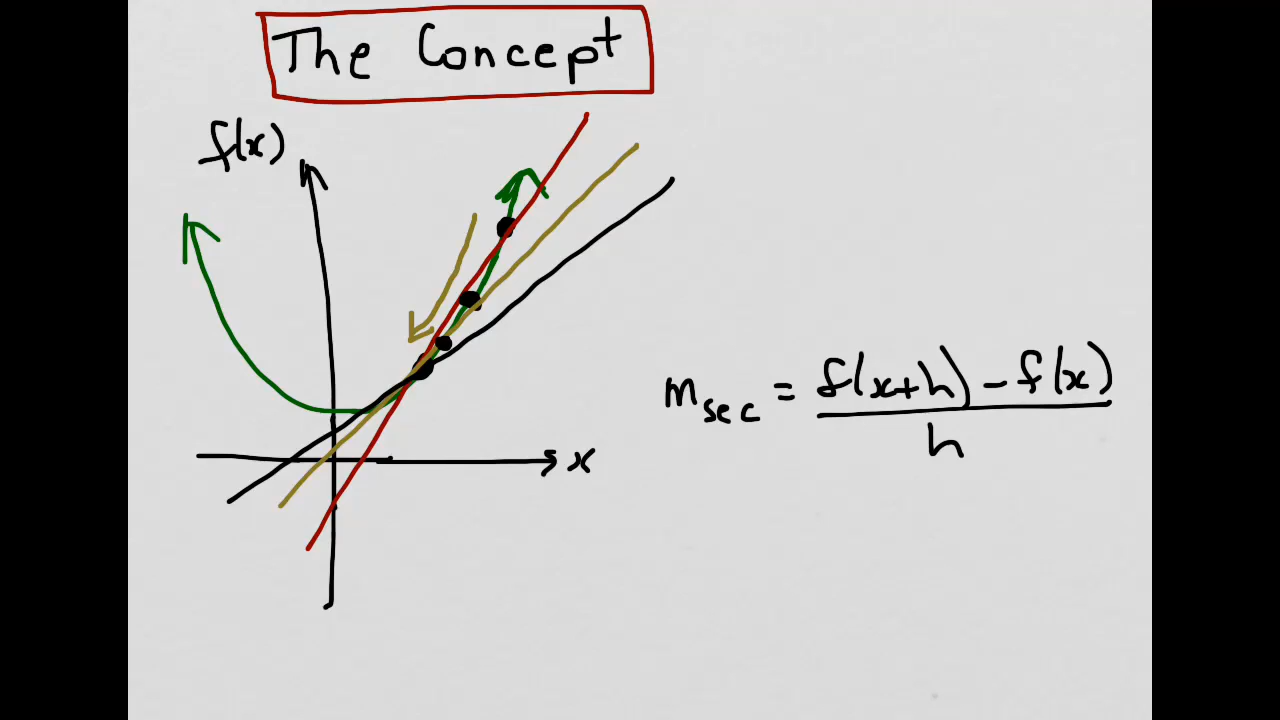 The Concept
f(x)
x
m_sec = f(x+h) - f(x)
h